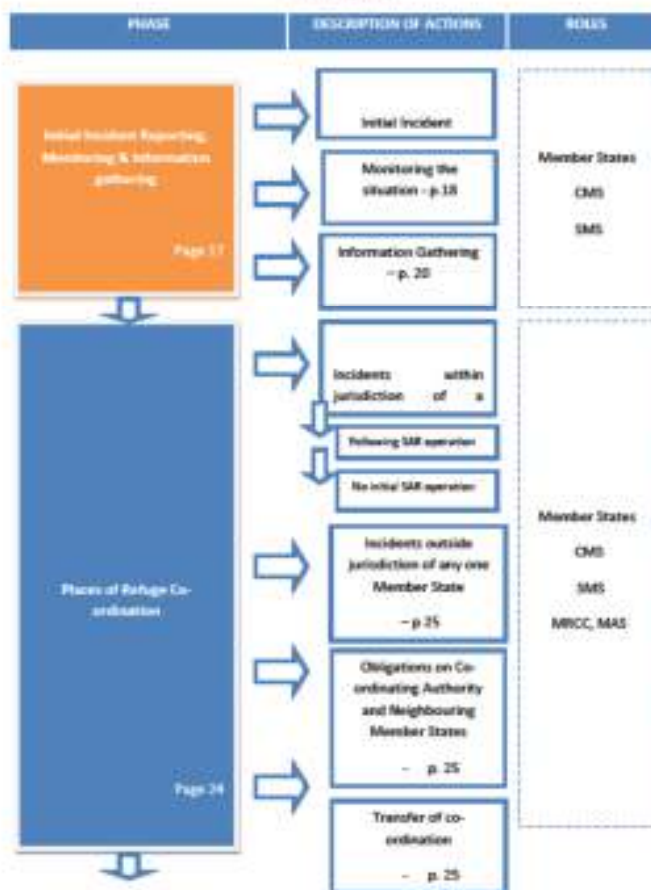 PHASE
DESCRIPTION OF ACTIONS
ROLES
Initial Incident Reporting,
Monitoring & Information
gathering
Page 17
Initial Incident
Monitoring the
situation - p 18
Information Gathering
– p. 20
Member States
CMS
SMS
Places of Refuge Co-
ordination
Page 24
Incidents within
jurisdiction of a
Following SAR operation
No initial SAR operation
Incidents outside
jurisdiction of any one
Member State
– p 25
Obligations on Co-
ordinating Authority
and Neighbouring
Member States
- p. 25
Transfer of co-
ordination
- p. 25
Member States
CMS
SMS
MRCC, MAS